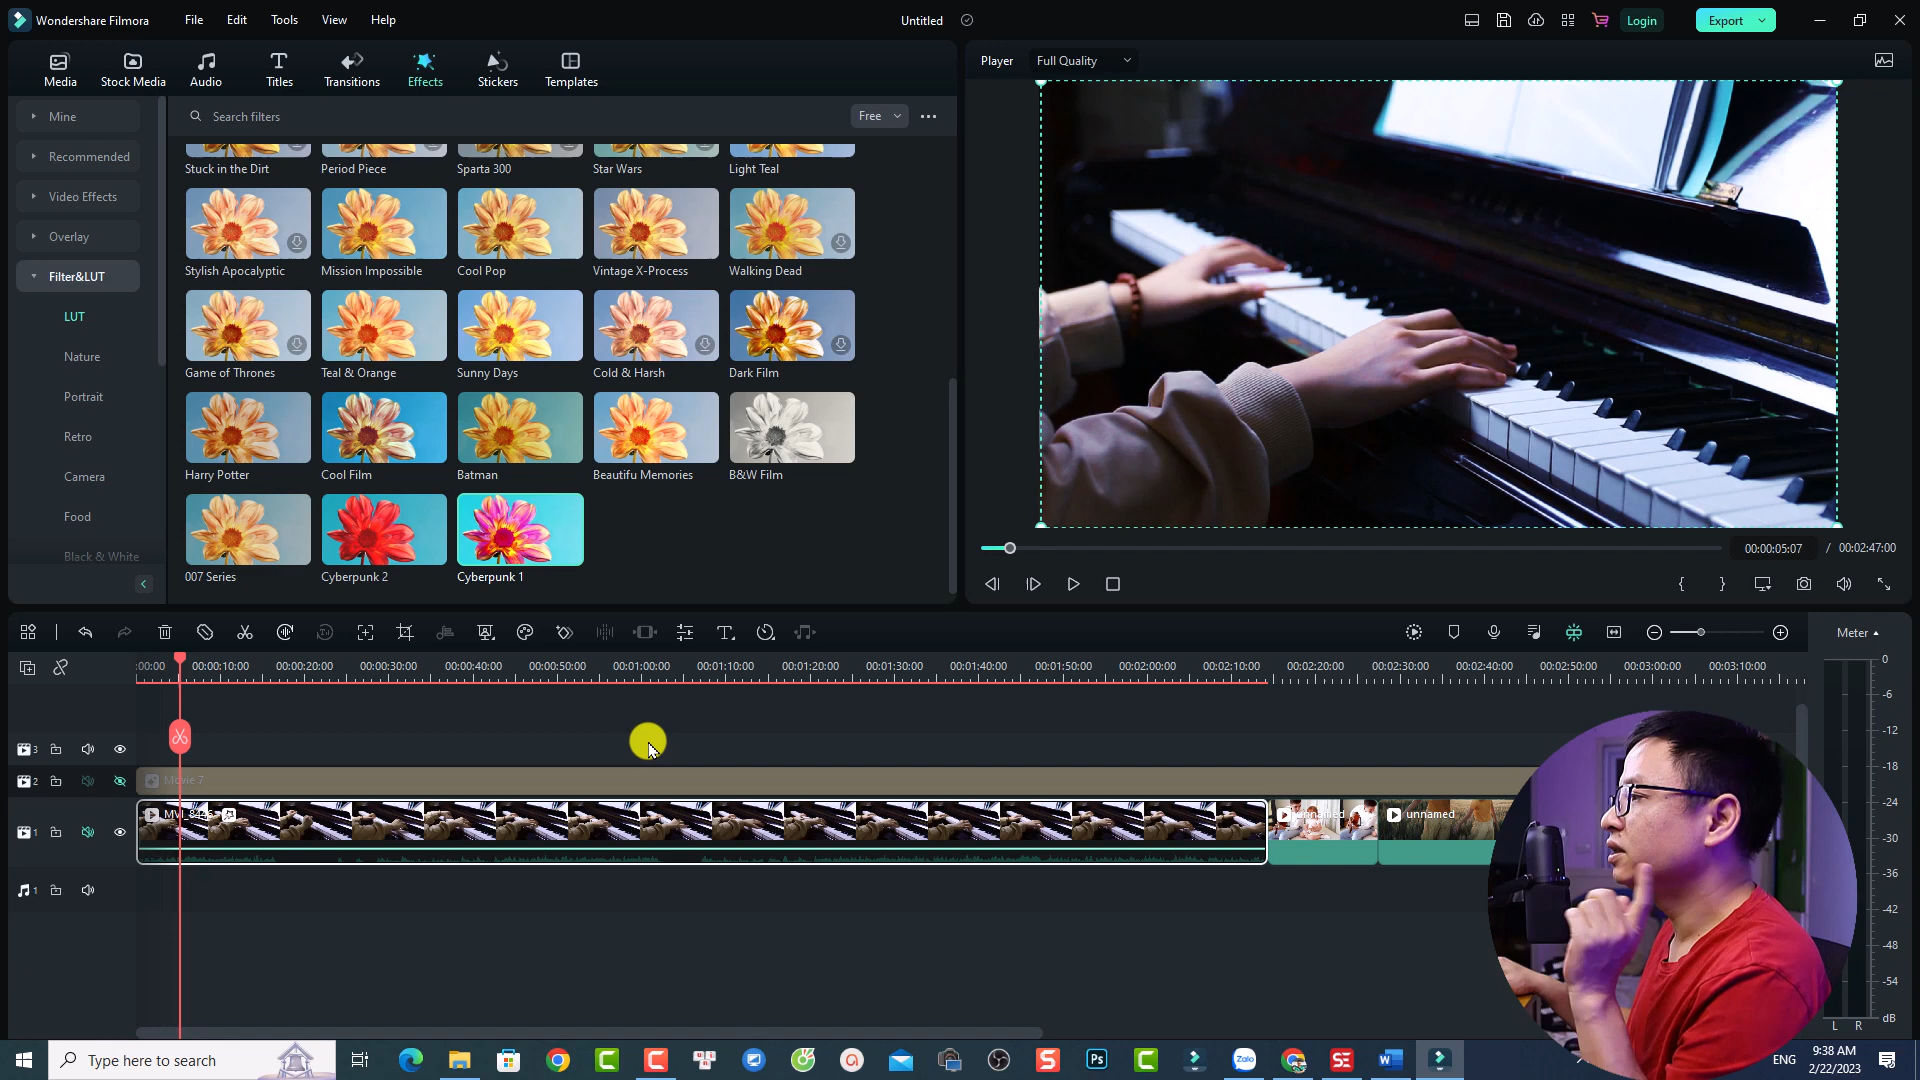 Wondershare Filmora File Edit Tools View Help Untitled Login Export
Media Stock Media Audio Titles Transitions Effects Stickers Templates
Player Full Quality
Mine
Recommended
Video Effects
Overlay
Filter&LUT
LUT
Nature
Portrait
Retro
Camera
Food
Black & White
Search filters Free
Stuck in the Dirt Period Piece Sparta 300 Star Wars Light Teal
Stylish Apocalyptic Mission Impossible Cool Pop Vintage X-Process Walking Dead
Game of Thrones Teal & Orange Sunny Days Cold & Harsh Dark Film
Harry Potter Cool Film Batman Beautifu Memories B&W Film
007 Series Cyberpunk 2 Cyberpunk 1
00:00:05:07 / 00:02:47:00
{ }
Meter
:00:00 00:00:10:00 00:00:20:00 00:00:30:00 00:00:40:00 00:00:50:00 00:01:00:00 00:01:10:00 00:01:20:00 00:01:30:00 00:01:40:00 00:01:50:00 00:02:00:00 00:02:10:00 00:02:20:00 00:02:30:00 00:02:40:00 00:02:50:00 00:03:00:00 00:03:10:00
3
2 Movie 7
1 unnamed unnamed
1
0
-6
-12
-18
-24
-30
-36
-42
-48
-54
dB
L R
Type here to search
Ps
Zalo
SE
ENG
9:38 AM
2/22/2023